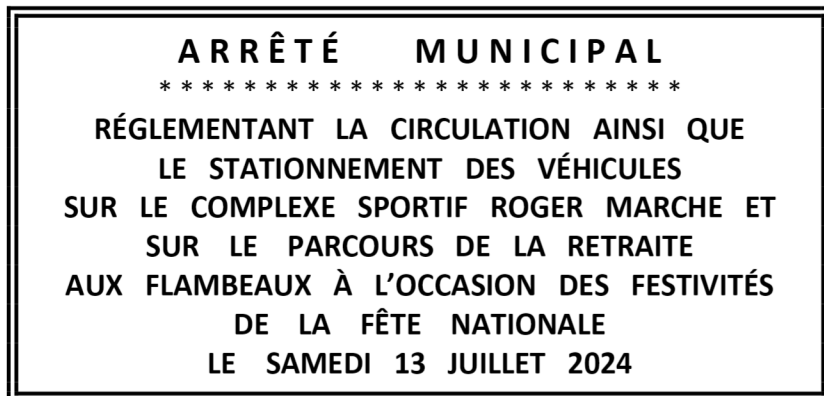 ARRÊTÉ MUNICIPAL
* * * * * * * * * * * * * * * * * * * * * * * * *
RÉGLEMENTANT LA CIRCULATION AINSI QUE
LE STATIONNEMENT DES VÉHICULES
SUR LE COMPLEXE SPORTIF ROGER MARCHE ET
SUR LE PARCOURS DE LA RETRAITE
AUX FLAMBEAUX À L’OCCASION DES FESTIVITÉS
DE LA FÊTE NATIONALE
LE SAMEDI 13 JUILLET 2024